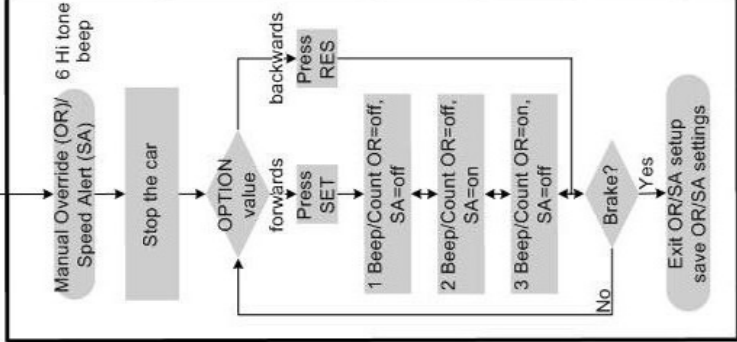 Manual Override (OR)/
Speed Alert (SA)
6 Hi tone
beep
Stop the car
OPTION
value
forwards
backwards
Press
SET
Press
RES
1 Beep/Count OR=off,
SA=off
2 Beep/Count OR=off,
SA=on
3 Beep/Count OR=on,
SA=off
Brake?
No
Yes
Exit OR/SA setup
save OR/SA settings